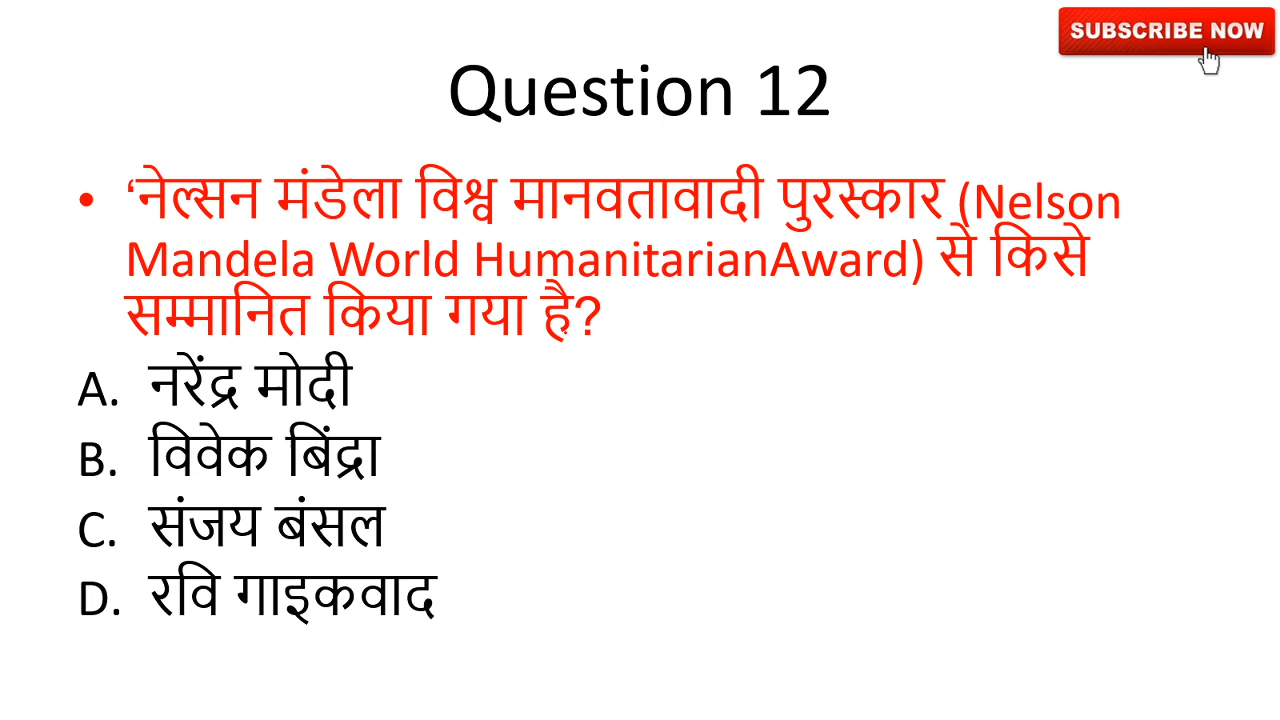 SUBSCRIBE NOW
Question 12
• ‘नेल्सन मंडेला विश्व मानवतावादी पुरस्कार (Nelson
Mandela World HumanitarianAward) से किसे
सम्मानित किया गया है?
A. नरेंद्र मोदी
B. विवेक बिंद्रा
C. संजय बंसल
D. रवि गाइकवाद